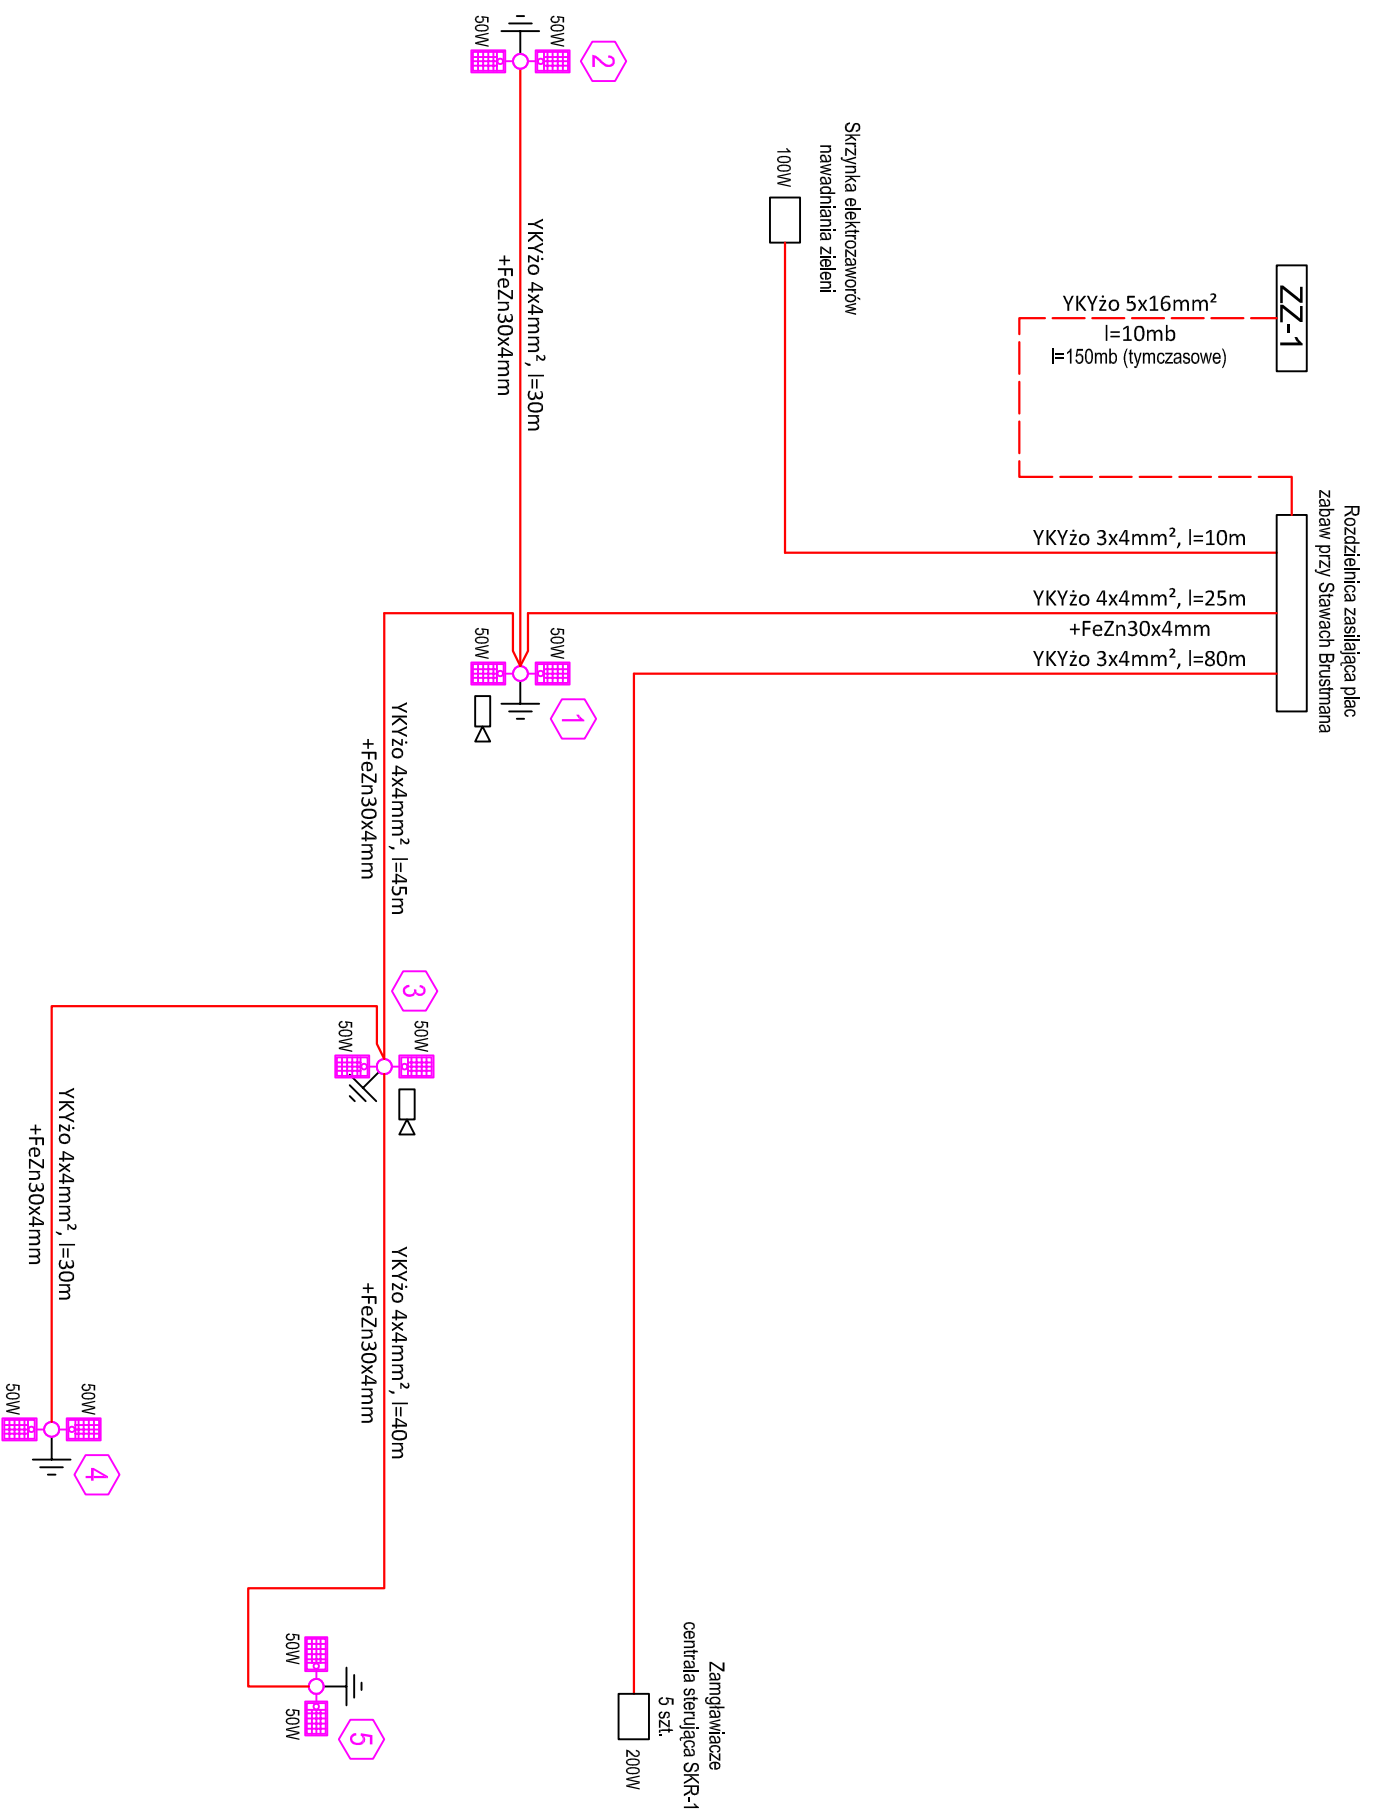 ZZ-1
YKYżo 5x16mm²
l=10mb
l=150mb (tymczasowe)
Rozdzielnica zasilająca plac
zabaw przy Stawach Brustmana
YKYżo 3x4mm², l=10m
YKYżo 4x4mm², l=25m
+FeZn30x4mm
YKYżo 3x4mm², l=80m
Skrzynka elektrozaworów
nawadniania zieleni
100W
2
50W
50W
YKYżo 4x4mm², l=30m
+FeZn30x4mm
50W
50W
1
YKYżo 4x4mm², l=45m
+FeZn30x4mm
3
50W
50W
YKYżo 4x4mm², l=30m
+FeZn30x4mm
YKYżo 4x4mm², l=40m
+FeZn30x4mm
50W
50W
4
50W
50W
5
Zamgławiacze
centrala sterująca SKR-1
5 szt.
200W